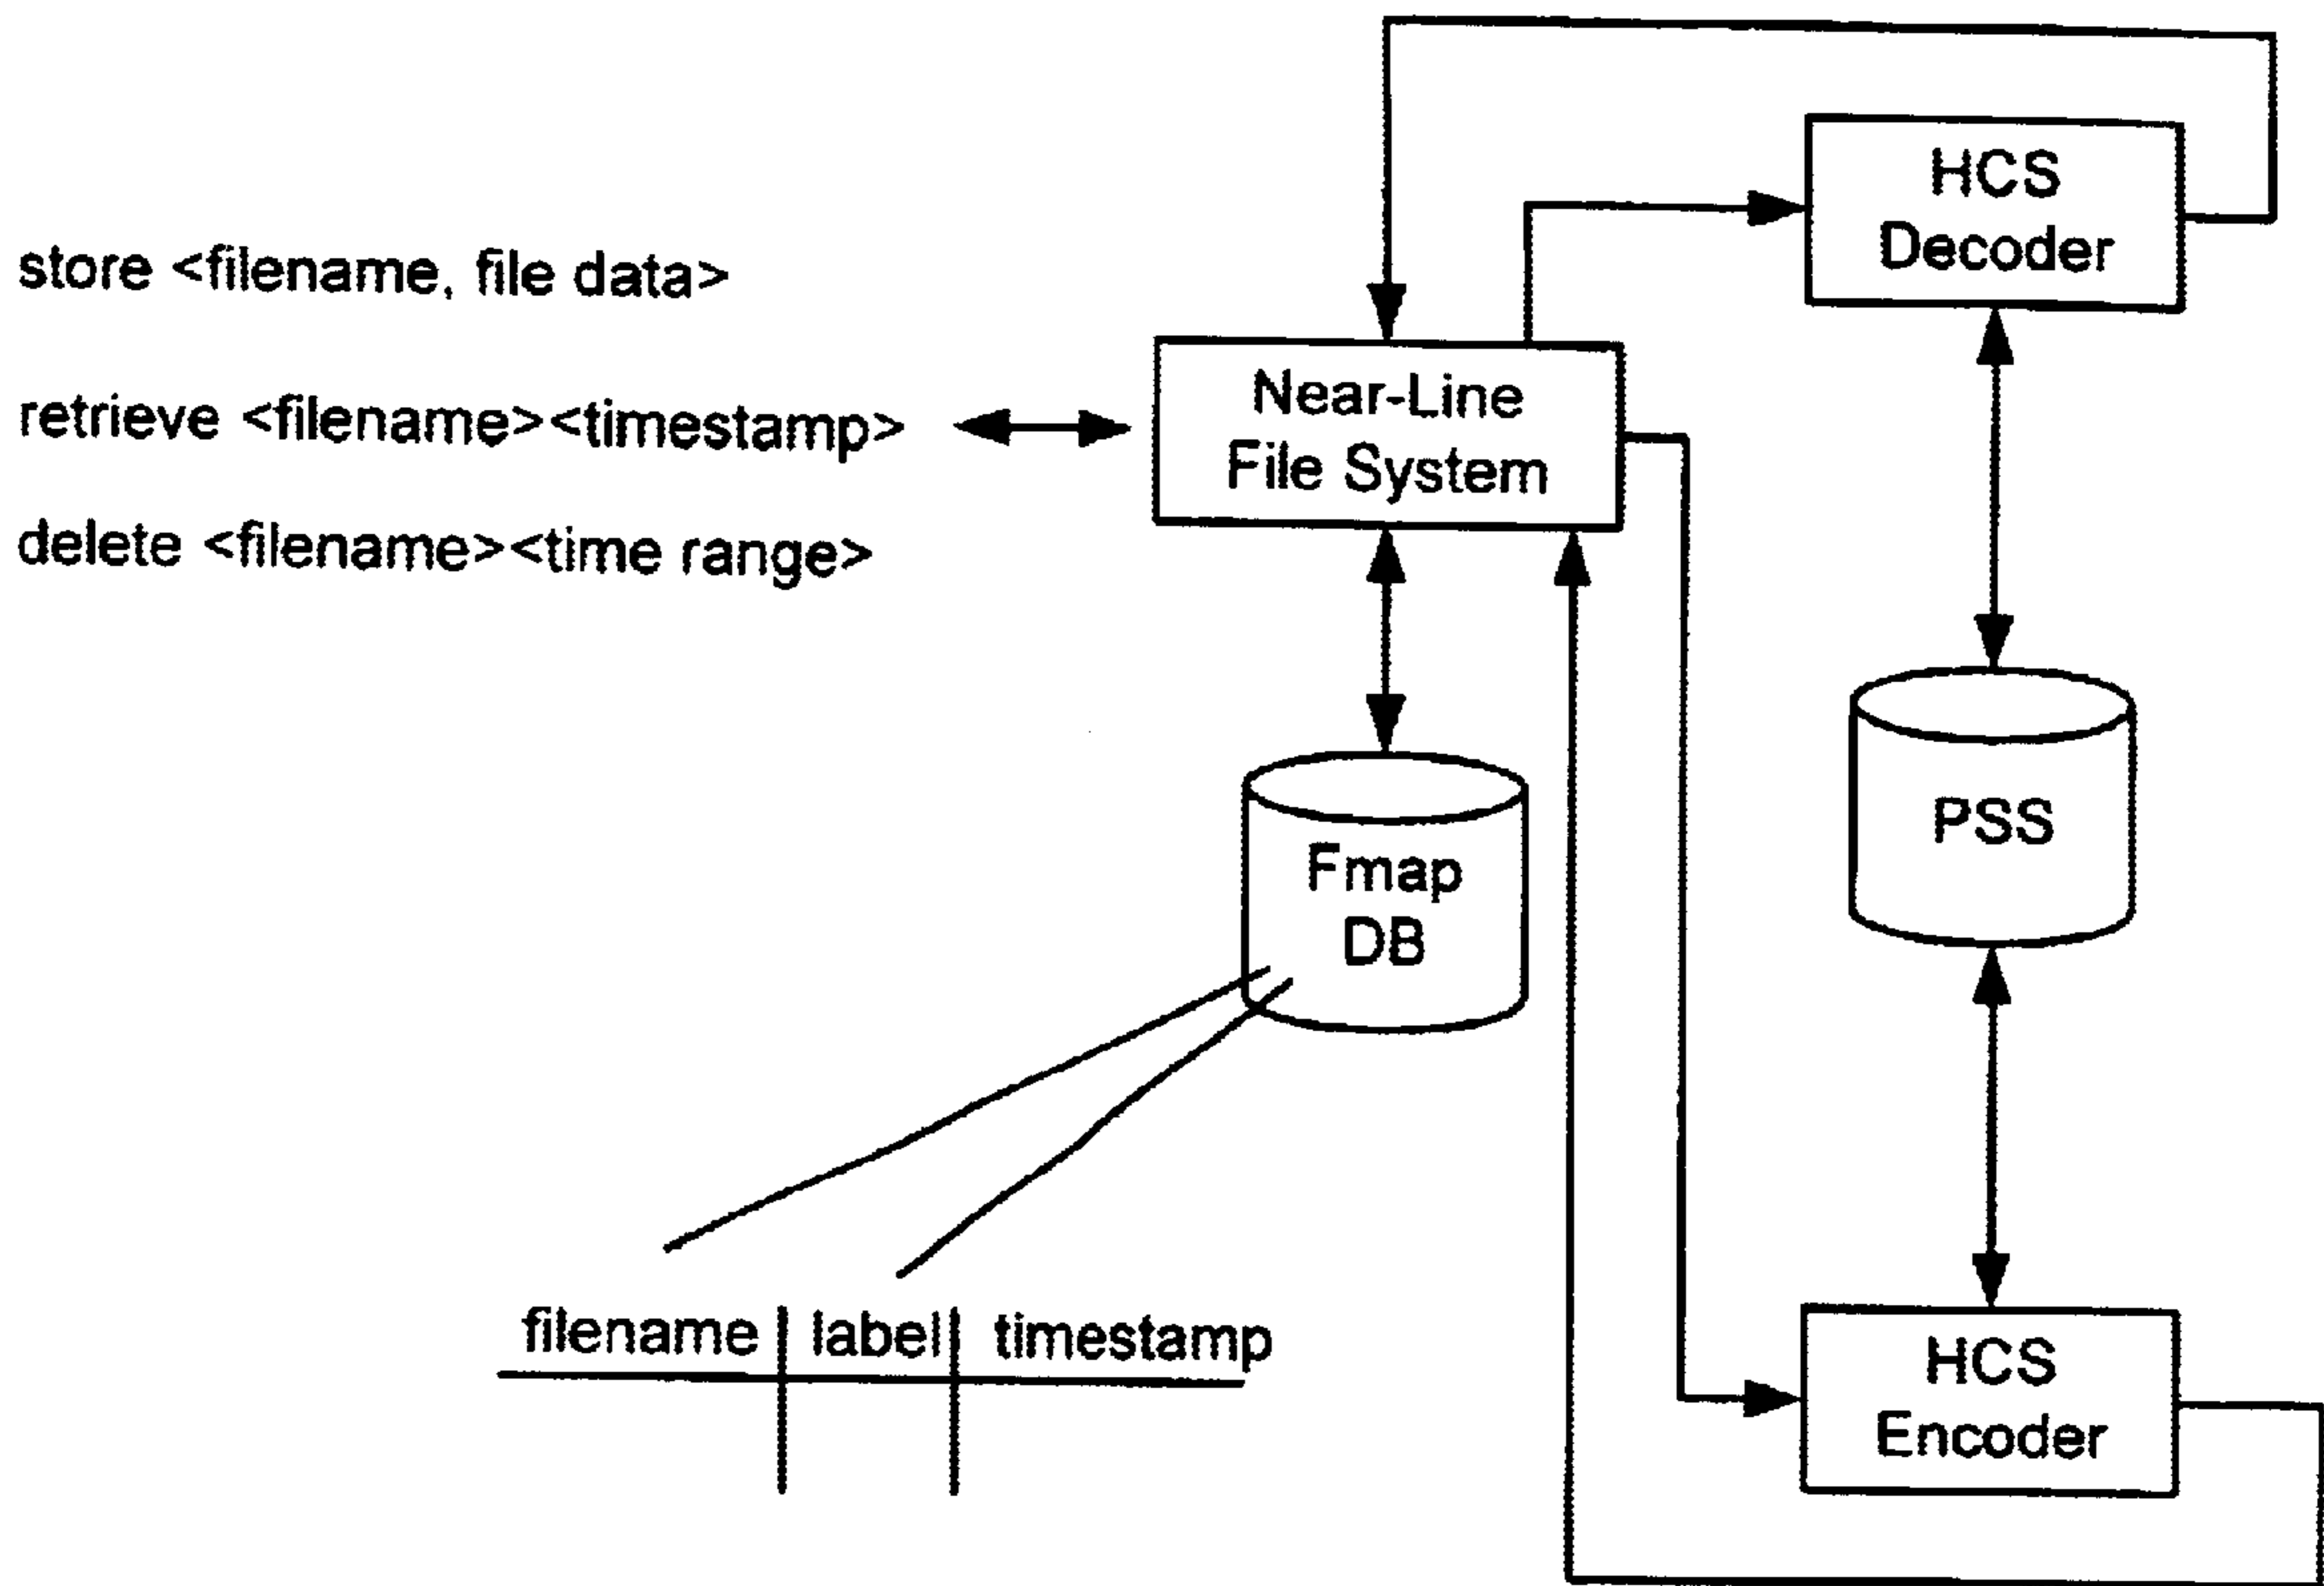 HCS
Decoder
store <filename, file data>
Near-Line
File System
retrieve <filename><timestamp>
delete <filename><time range>
PSS
Fmap
DB
filename label timestamp
HCS
Encoder